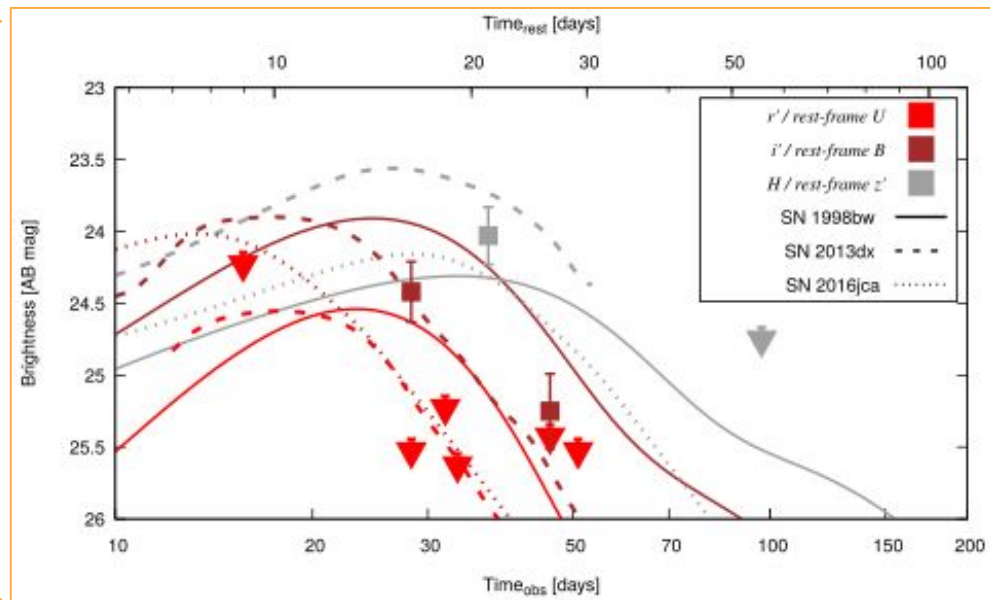 Time_rest [days]
10 20 30 50 100
23
23.5
24
24.5
25
25.5
26
Brightness [AB mag]
r' / rest-frame U
i' / rest-frame B
H / rest-frame z'
SN 1998bw
SN 2013dx
SN 2016jca
10 20 30 50 100 150 200
Time_obs [days]